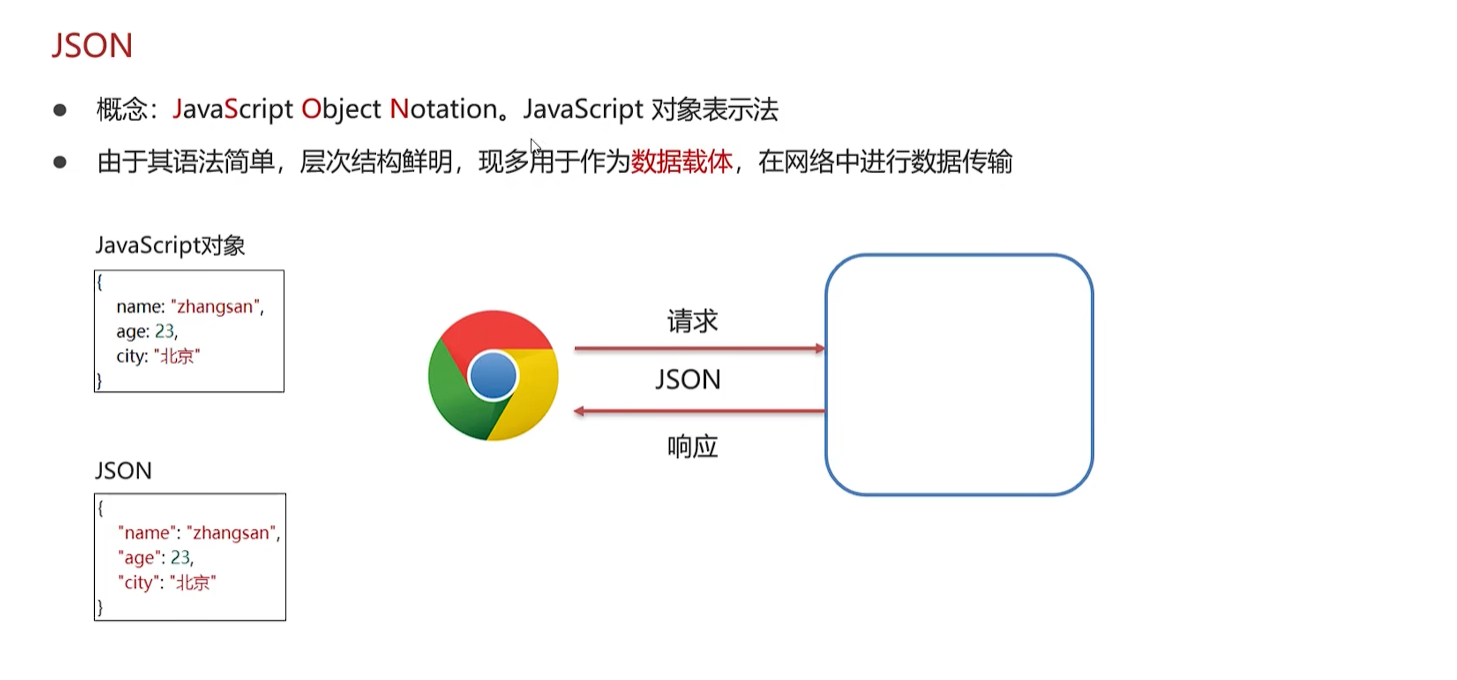 JSON
● 概念：JavaScript Object Notation。JavaScript 对象表示法
● 由于其语法简单，层次结构鲜明，现多用于作为数据载体，在网络中进行数据传输
JavaScript对象
{
name: "zhangsan",
age: 23,
city: "北京"
}
请求
JSON
响应
JSON
{
"name": "zhangsan",
"age": 23,
"city": "北京"
}